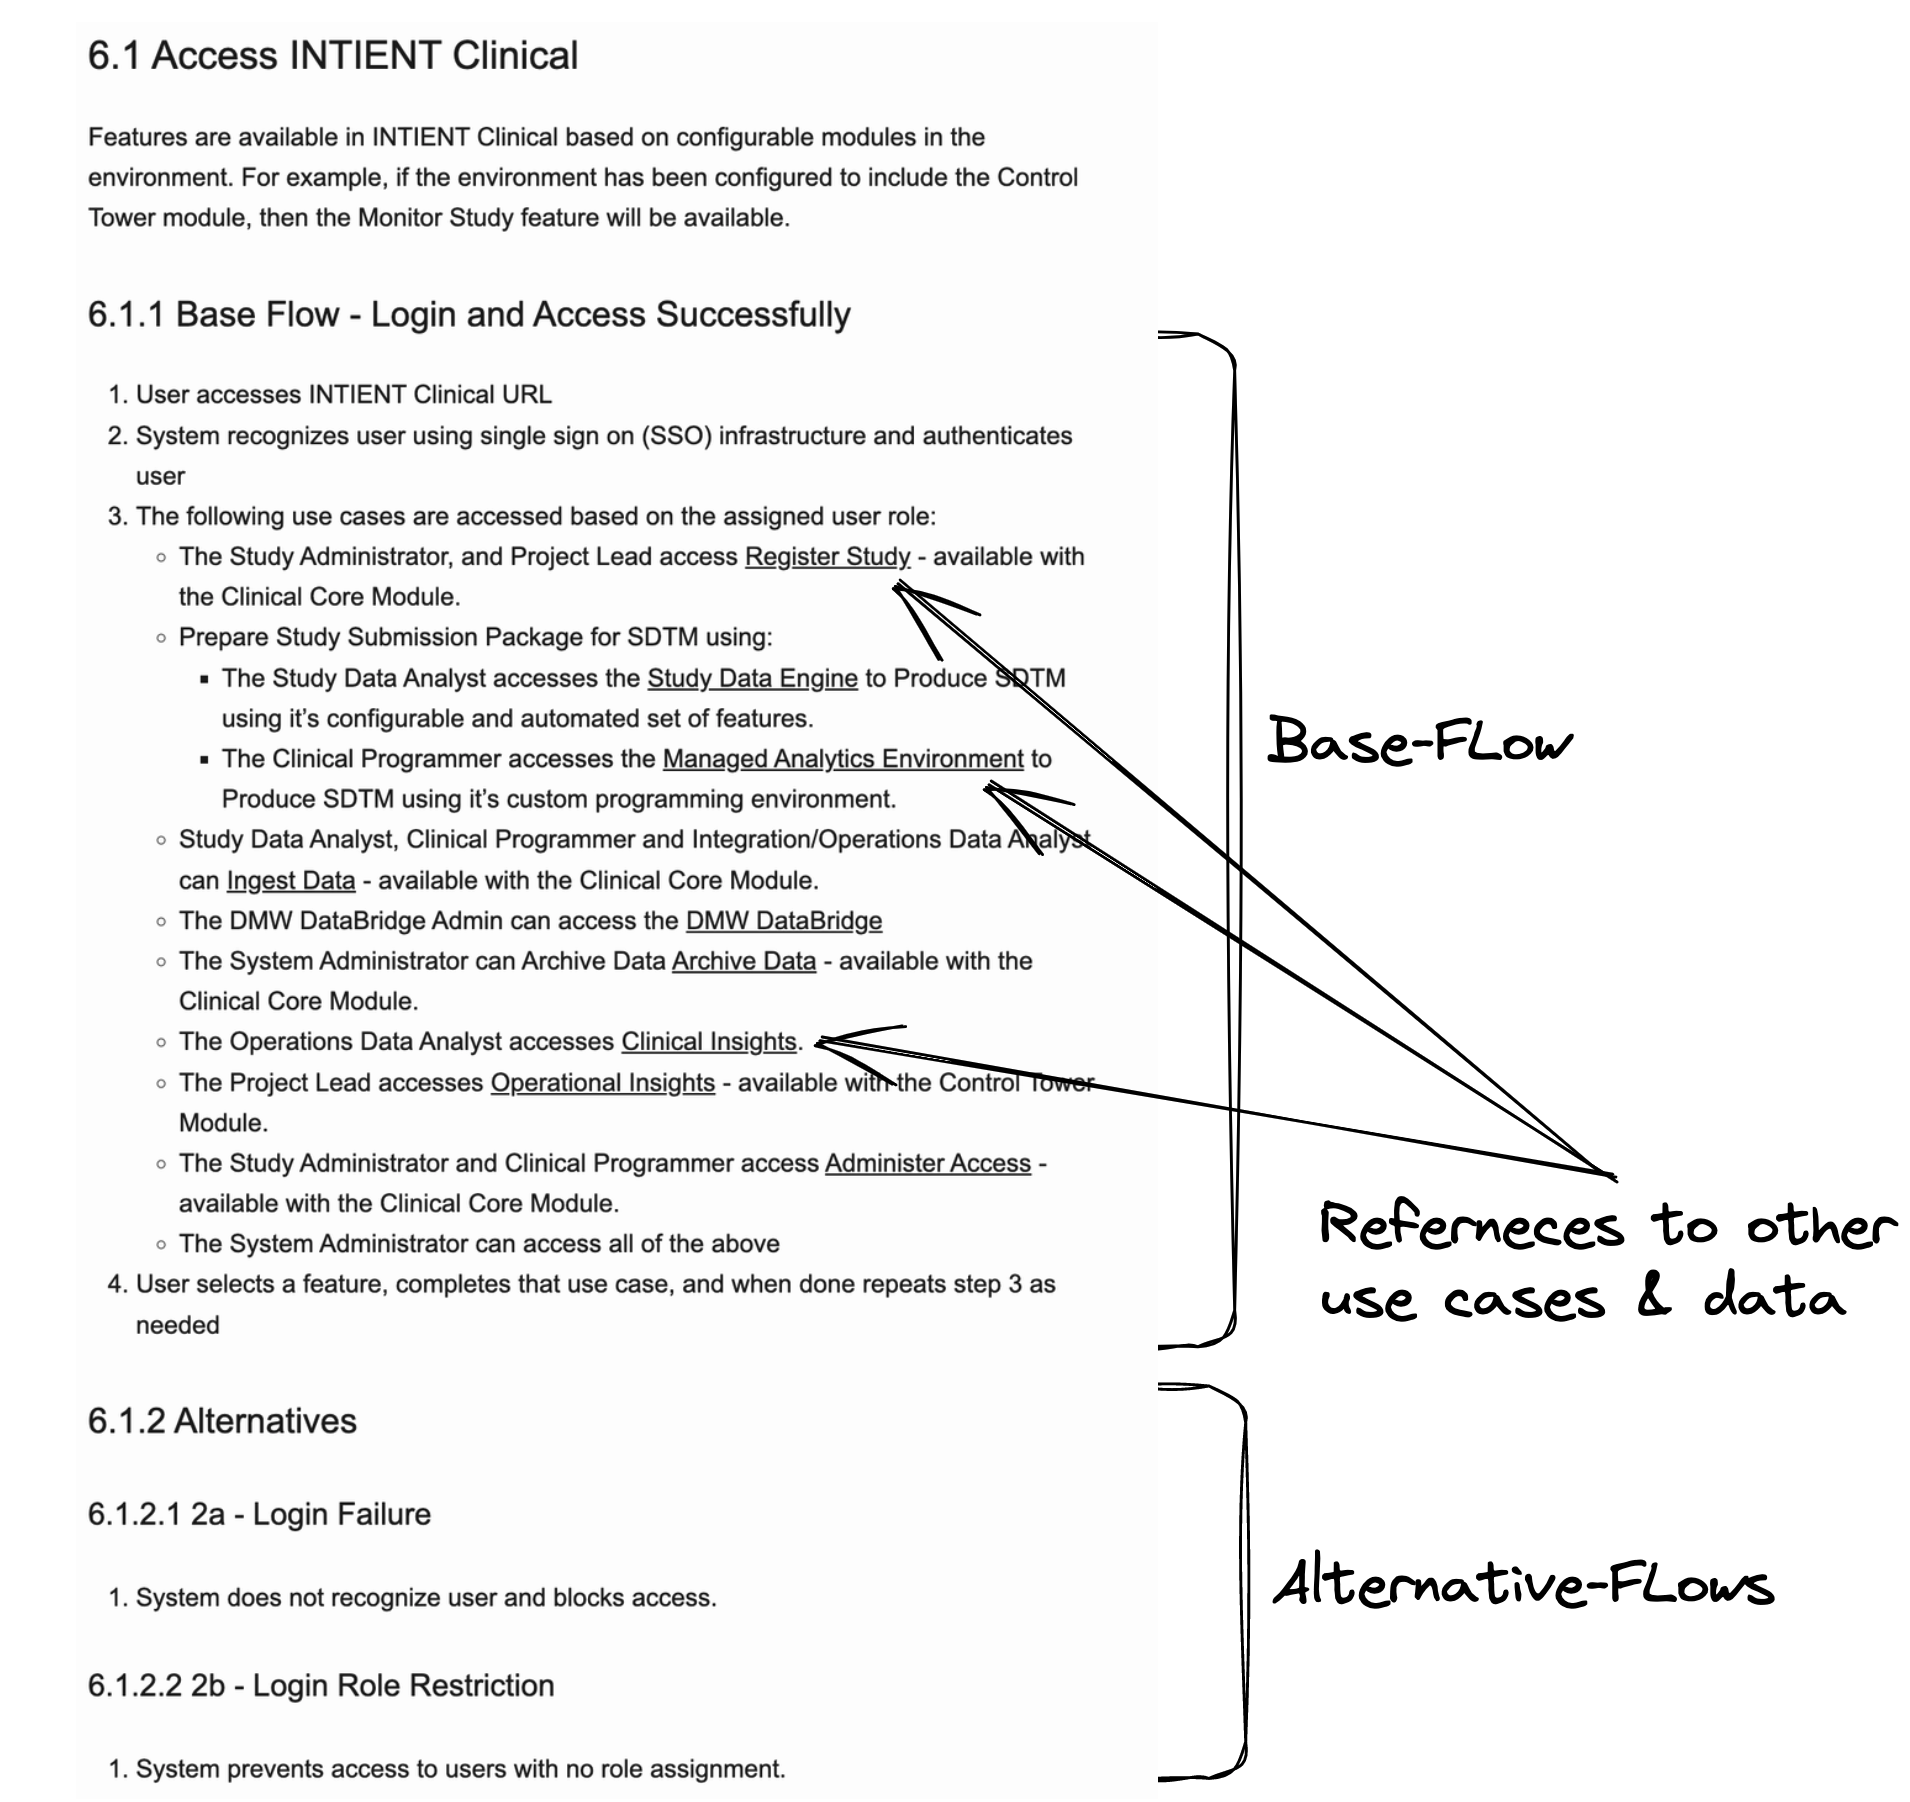 6.1 Access INTIENT Clinical
Features are available in INTIENT Clinical based on configurable modules in the
environment. For example, if the environment has been configured to include the Control
Tower module, then the Monitor Study feature will be available.
6.1.1 Base Flow - Login and Access Successfully
1. User accesses INTIENT Clinical URL
2. System recognizes user using single sign on (SSO) infrastructure and authenticates
user
3. The following use cases are accessed based on the assigned user role:
◦ The Study Administrator, and Project Lead access Register Study - available with
the Clinical Core Module.
◦ Prepare Study Submission Package for SDTM using:
▪ The Study Data Analyst accesses the Study Data Engine to Produce SDTM
using it’s configurable and automated set of features.
▪ The Clinical Programmer accesses the Managed Analytics Environment to
Produce SDTM using it’s custom programming environment.
◦ Study Data Analyst, Clinical Programmer and Integration/Operations Data Analyst
can Ingest Data - available with the Clinical Core Module.
◦ The DMW DataBridge Admin can access the DMW DataBridge
◦ The System Administrator can Archive Data Archive Data - available with the
Clinical Core Module.
◦ The Operations Data Analyst accesses Clinical Insights.
◦ The Project Lead accesses Operational Insights - available with the Control Tower
Module.
◦ The Study Administrator and Clinical Programmer access Administer Access -
available with the Clinical Core Module.
◦ The System Administrator can access all of the above
4. User selects a feature, completes that use case, and when done repeats step 3 as
needed
Base-FLow
Referneces to other
use cases & data
6.1.2 Alternatives
6.1.2.1 2a - Login Failure
1. System does not recognize user and blocks access.
6.1.2.2 2b - Login Role Restriction
1. System prevents access to users with no role assignment.
Alternative-FLows